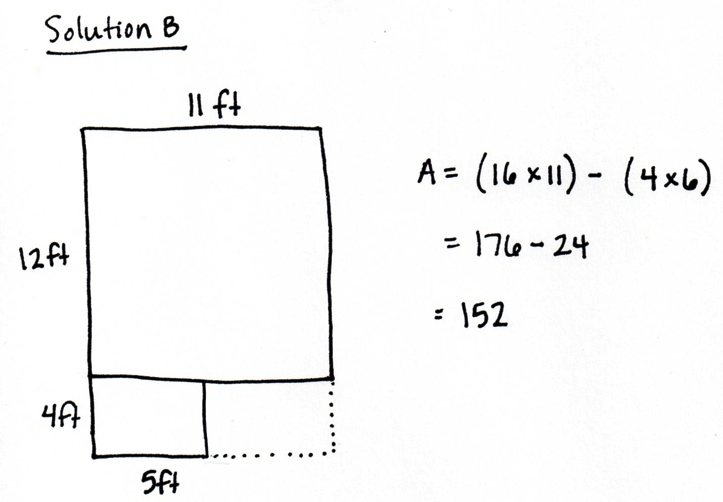 Solution B
11 ft
12ft
4ft
5ft
A = (16 × 11) - (4 × 6)
= 176 - 24
= 152